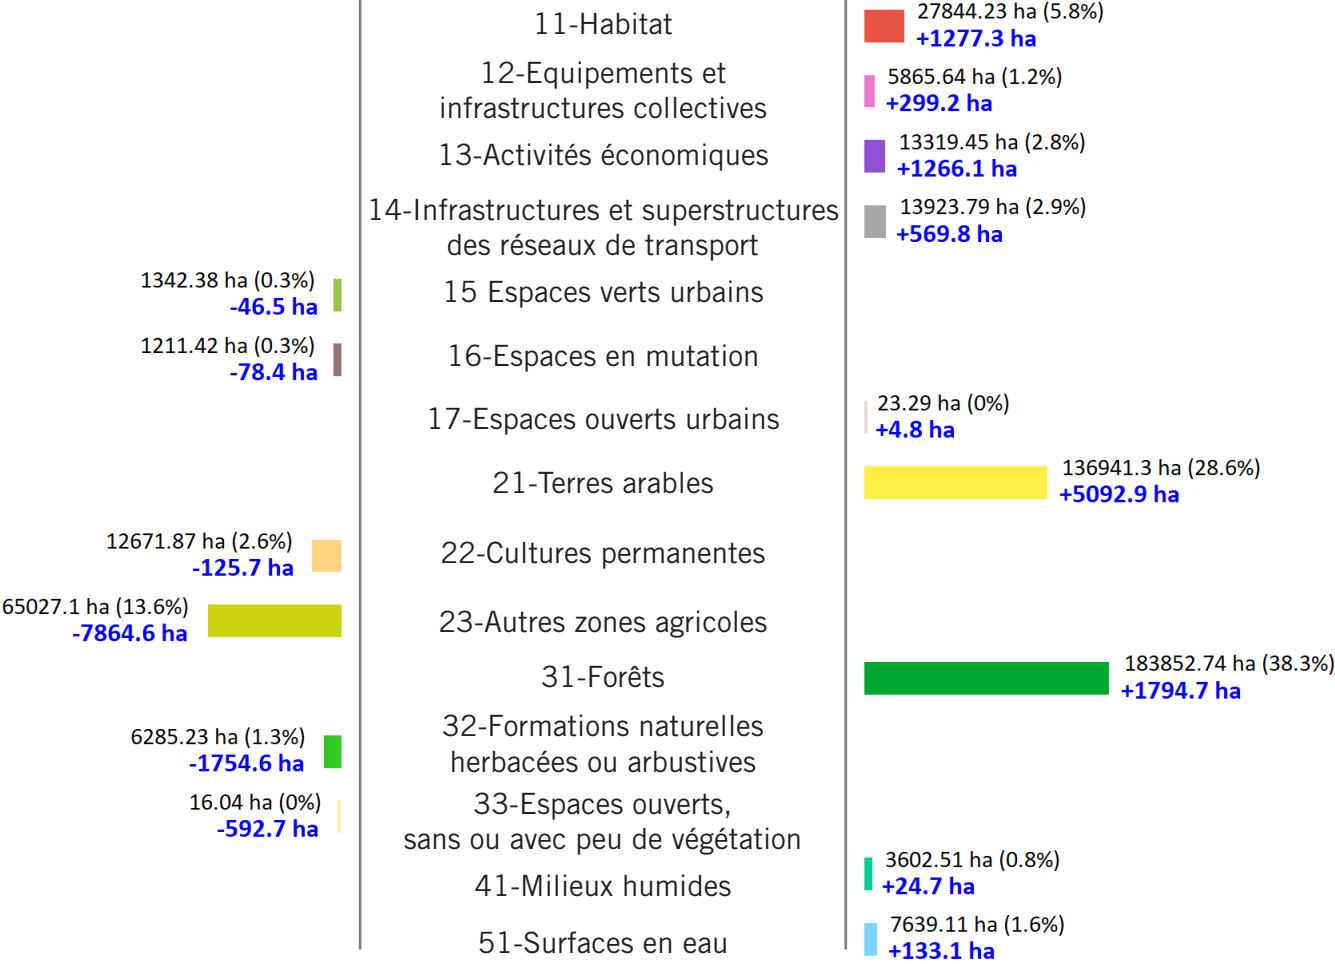 11-Habitat
27844.23 ha (5.8%)
+1277.3 ha
12-Equipements et
infrastructures collectives
5865.64 ha (1.2%)
+299.2 ha
13-Activités économiques
13319.45 ha (2.8%)
+1266.1 ha
14-Infrastructures et superstructures
des réseaux de transport
13923.79 ha (2.9%)
+569.8 ha
1342.38 ha (0.3%)
-46.5 ha
15 Espaces verts urbains
1211.42 ha (0.3%)
-78.4 ha
16-Espaces en mutation
17-Espaces ouverts urbains
23.29 ha (0%)
+4.8 ha
21-Terres arables
136941.3 ha (28.6%)
+5092.9 ha
12671.87 ha (2.6%)
-125.7 ha
22-Cultures permanentes
65027.1 ha (13.6%)
-7864.6 ha
23-Autres zones agricoles
31-Forêts
183852.74 ha (38.3%)
+1794.7 ha
6285.23 ha (1.3%)
-1754.6 ha
32-Formations naturelles
herbacées ou arbustives
16.04 ha (0%)
-592.7 ha
33-Espaces ouverts,
sans ou avec peu de végétation
41-Milieux humides
3602.51 ha (0.8%)
+24.7 ha
51-Surfaces en eau
7639.11 ha (1.6%)
+133.1 ha